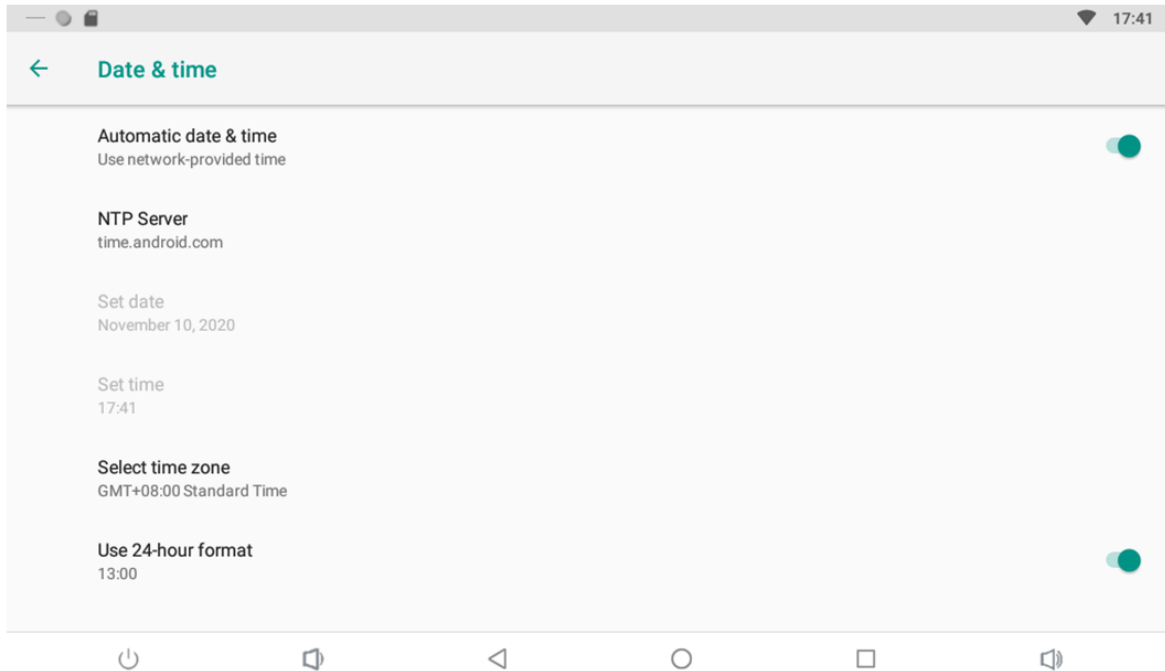 17:41
Date & time
Automatic date & time
Use network-provided time
NTP Server
time.android.com
Set date
November 10, 2020
Set time
17:41
Select time zone
GMT+08:00 Standard Time
Use 24-hour format
13:00